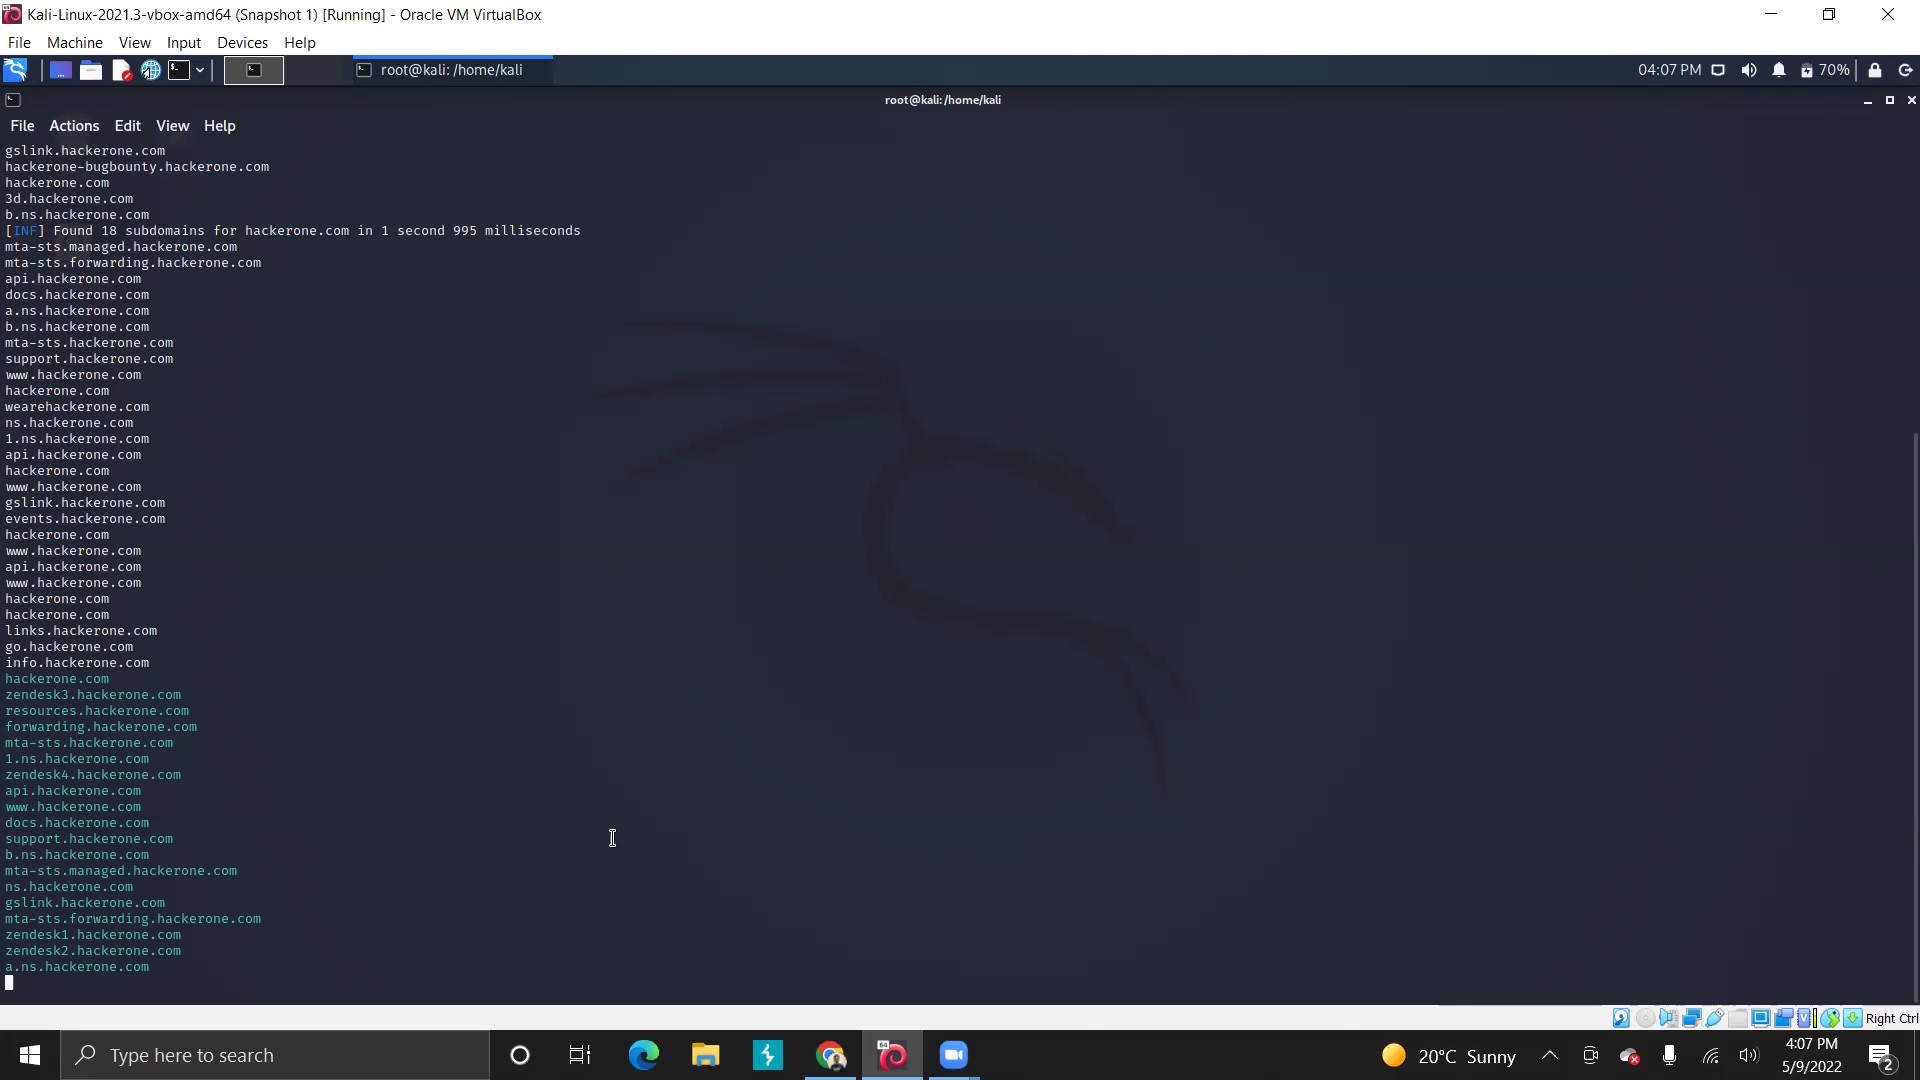 Kali-Linux-2021.3-vbox-amd64 (Snapshot 1) [Running] - Oracle VM VirtualBox
File Machine View Input Devices Help
root@kali: /home/kali
04:07 PM
70%
root@kali:/home/kali
File Actions Edit View Help
gslink.hackerone.com
hackerone-bugbounty.hackerone.com
hackerone.com
3d.hackerone.com
b.ns.hackerone.com
[INF] Found 18 subdomains for hackerone.com in 1 second 995 milliseconds
mta-sts.managed.hackerone.com
mta-sts.forwarding.hackerone.com
api.hackerone.com
docs.hackerone.com
a.ns.hackerone.com
b.ns.hackerone.com
mta-sts.hackerone.com
support.hackerone.com
www.hackerone.com
hackerone.com
wearehackerone.com
ns.hackerone.com
1.ns.hackerone.com
api.hackerone.com
hackerone.com
www.hackerone.com
gslink.hackerone.com
events.hackerone.com
hackerone.com
www.hackerone.com
api.hackerone.com
www.hackerone.com
hackerone.com
hackerone.com
links.hackerone.com
go.hackerone.com
info.hackerone.com
hackerone.com
zendesk3.hackerone.com
resources.hackerone.com
forwarding.hackerone.com
mta-sts.hackerone.com
1.ns.hackerone.com
zendesk4.hackerone.com
api.hackerone.com
www.hackerone.com
docs.hackerone.com
support.hackerone.com
b.ns.hackerone.com
mta-sts.managed.hackerone.com
ns.hackerone.com
gslink.hackerone.com
mta-sts.forwarding.hackerone.com
zendesk1.hackerone.com
zendesk2.hackerone.com
a.ns.hackerone.com
Right Ctrl
Type here to search
20°C Sunny
4:07 PM
5/9/2022
2